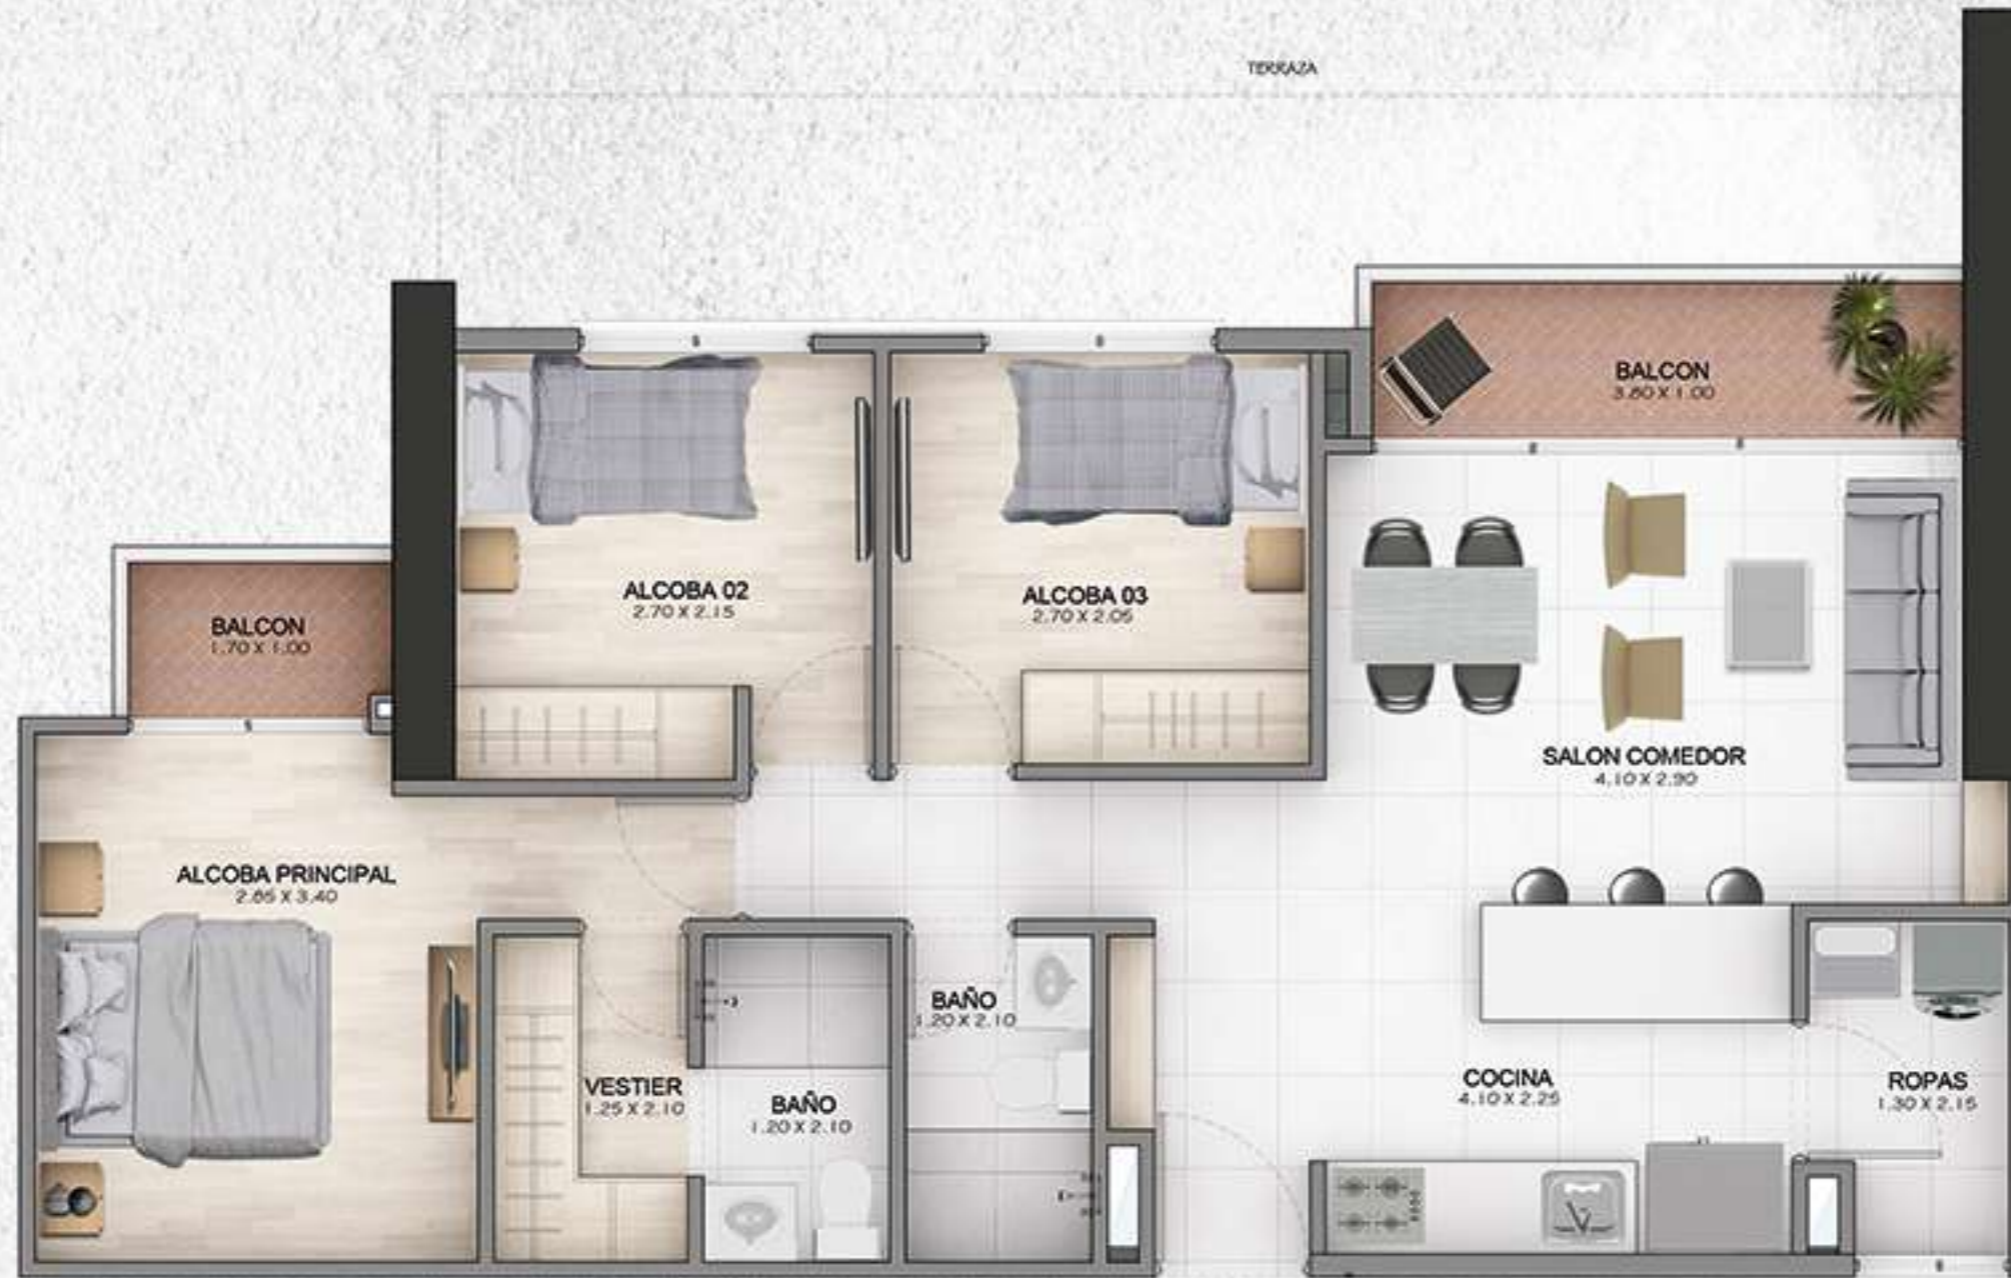 TERRAZA
BALCON
3.80 X 1.00
ALCOBA 02
2.70 X 2.15
ALCOBA 03
2.70 X 2.05
BALCON
1.70 X 1.00
SALON COMEDOR
4.10 X 2.90
ALCOBA PRINCIPAL
2.85 X 3.40
BAÑO
1.20 X 2.10
VESTIER
1.25 X 2.10
BAÑO
1.20 X 2.10
COCINA
4.10 X 2.25
ROPAS
1.30 X 2.15